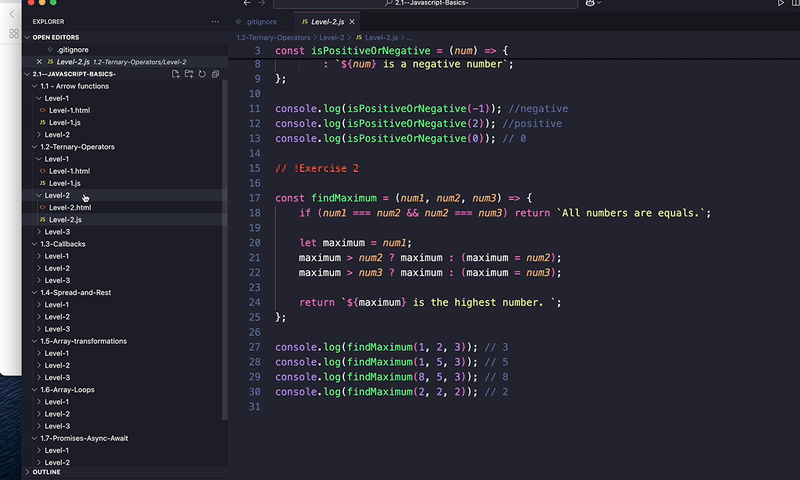 2.1--Javascript-Basics-
EXPLORER
OPEN EDITORS
.gitignore
Level-2.js 1.2-Ternary-Operators/Level-2
2.1--JAVASCRIPT-BASICS-
1.1 - Arrow functions
Level-1
Level-1.html
Level-1.js
Level-2
1.2-Ternary-Operators
Level-1
Level-1.html
Level-1.js
Level-2
Level-2.html
Level-2.js
Level-3
1.3-Callbacks
Level-1
Level-2
Level-3
1.4-Spread-and-Rest
Level-1
Level-2
Level-3
1.5-Array-transformations
Level-1
Level-2
Level-3
1.6-Array-Loops
Level-1
Level-2
Level-3
1.7-Promises-Async-Await
Level-1
Level-2
OUTLINE
.gitignore
Level-2.js
1.2-Ternary-Operators > Level-2 > Level-2.js > ...
3 const isPositiveOrNegative = (num) => {
8 : `${num} is a negative number`;
9 };
10
11 console.log(isPositiveOrNegative(-1)); //negative
12 console.log(isPositiveOrNegative(2)); //positive
13 console.log(isPositiveOrNegative(0)); // 0
14
15 // !Exercise 2
16
17 const findMaximum = (num1, num2, num3) => {
18 if (num1 === num2 && num2 === num3) return `All numbers are equals.`;
19
20 let maximum = num1;
21 maximum > num2 ? maximum : (maximum = num2);
22 maximum > num3 ? maximum : (maximum = num3);
23
24 return `${maximum} is the highest number. `;
25 };
26
27 console.log(findMaximum(1, 2, 3)); // 3
28 console.log(findMaximum(1, 5, 3)); // 5
29 console.log(findMaximum(8, 5, 3)); // 8
30 console.log(findMaximum(2, 2, 2)); // 2
31